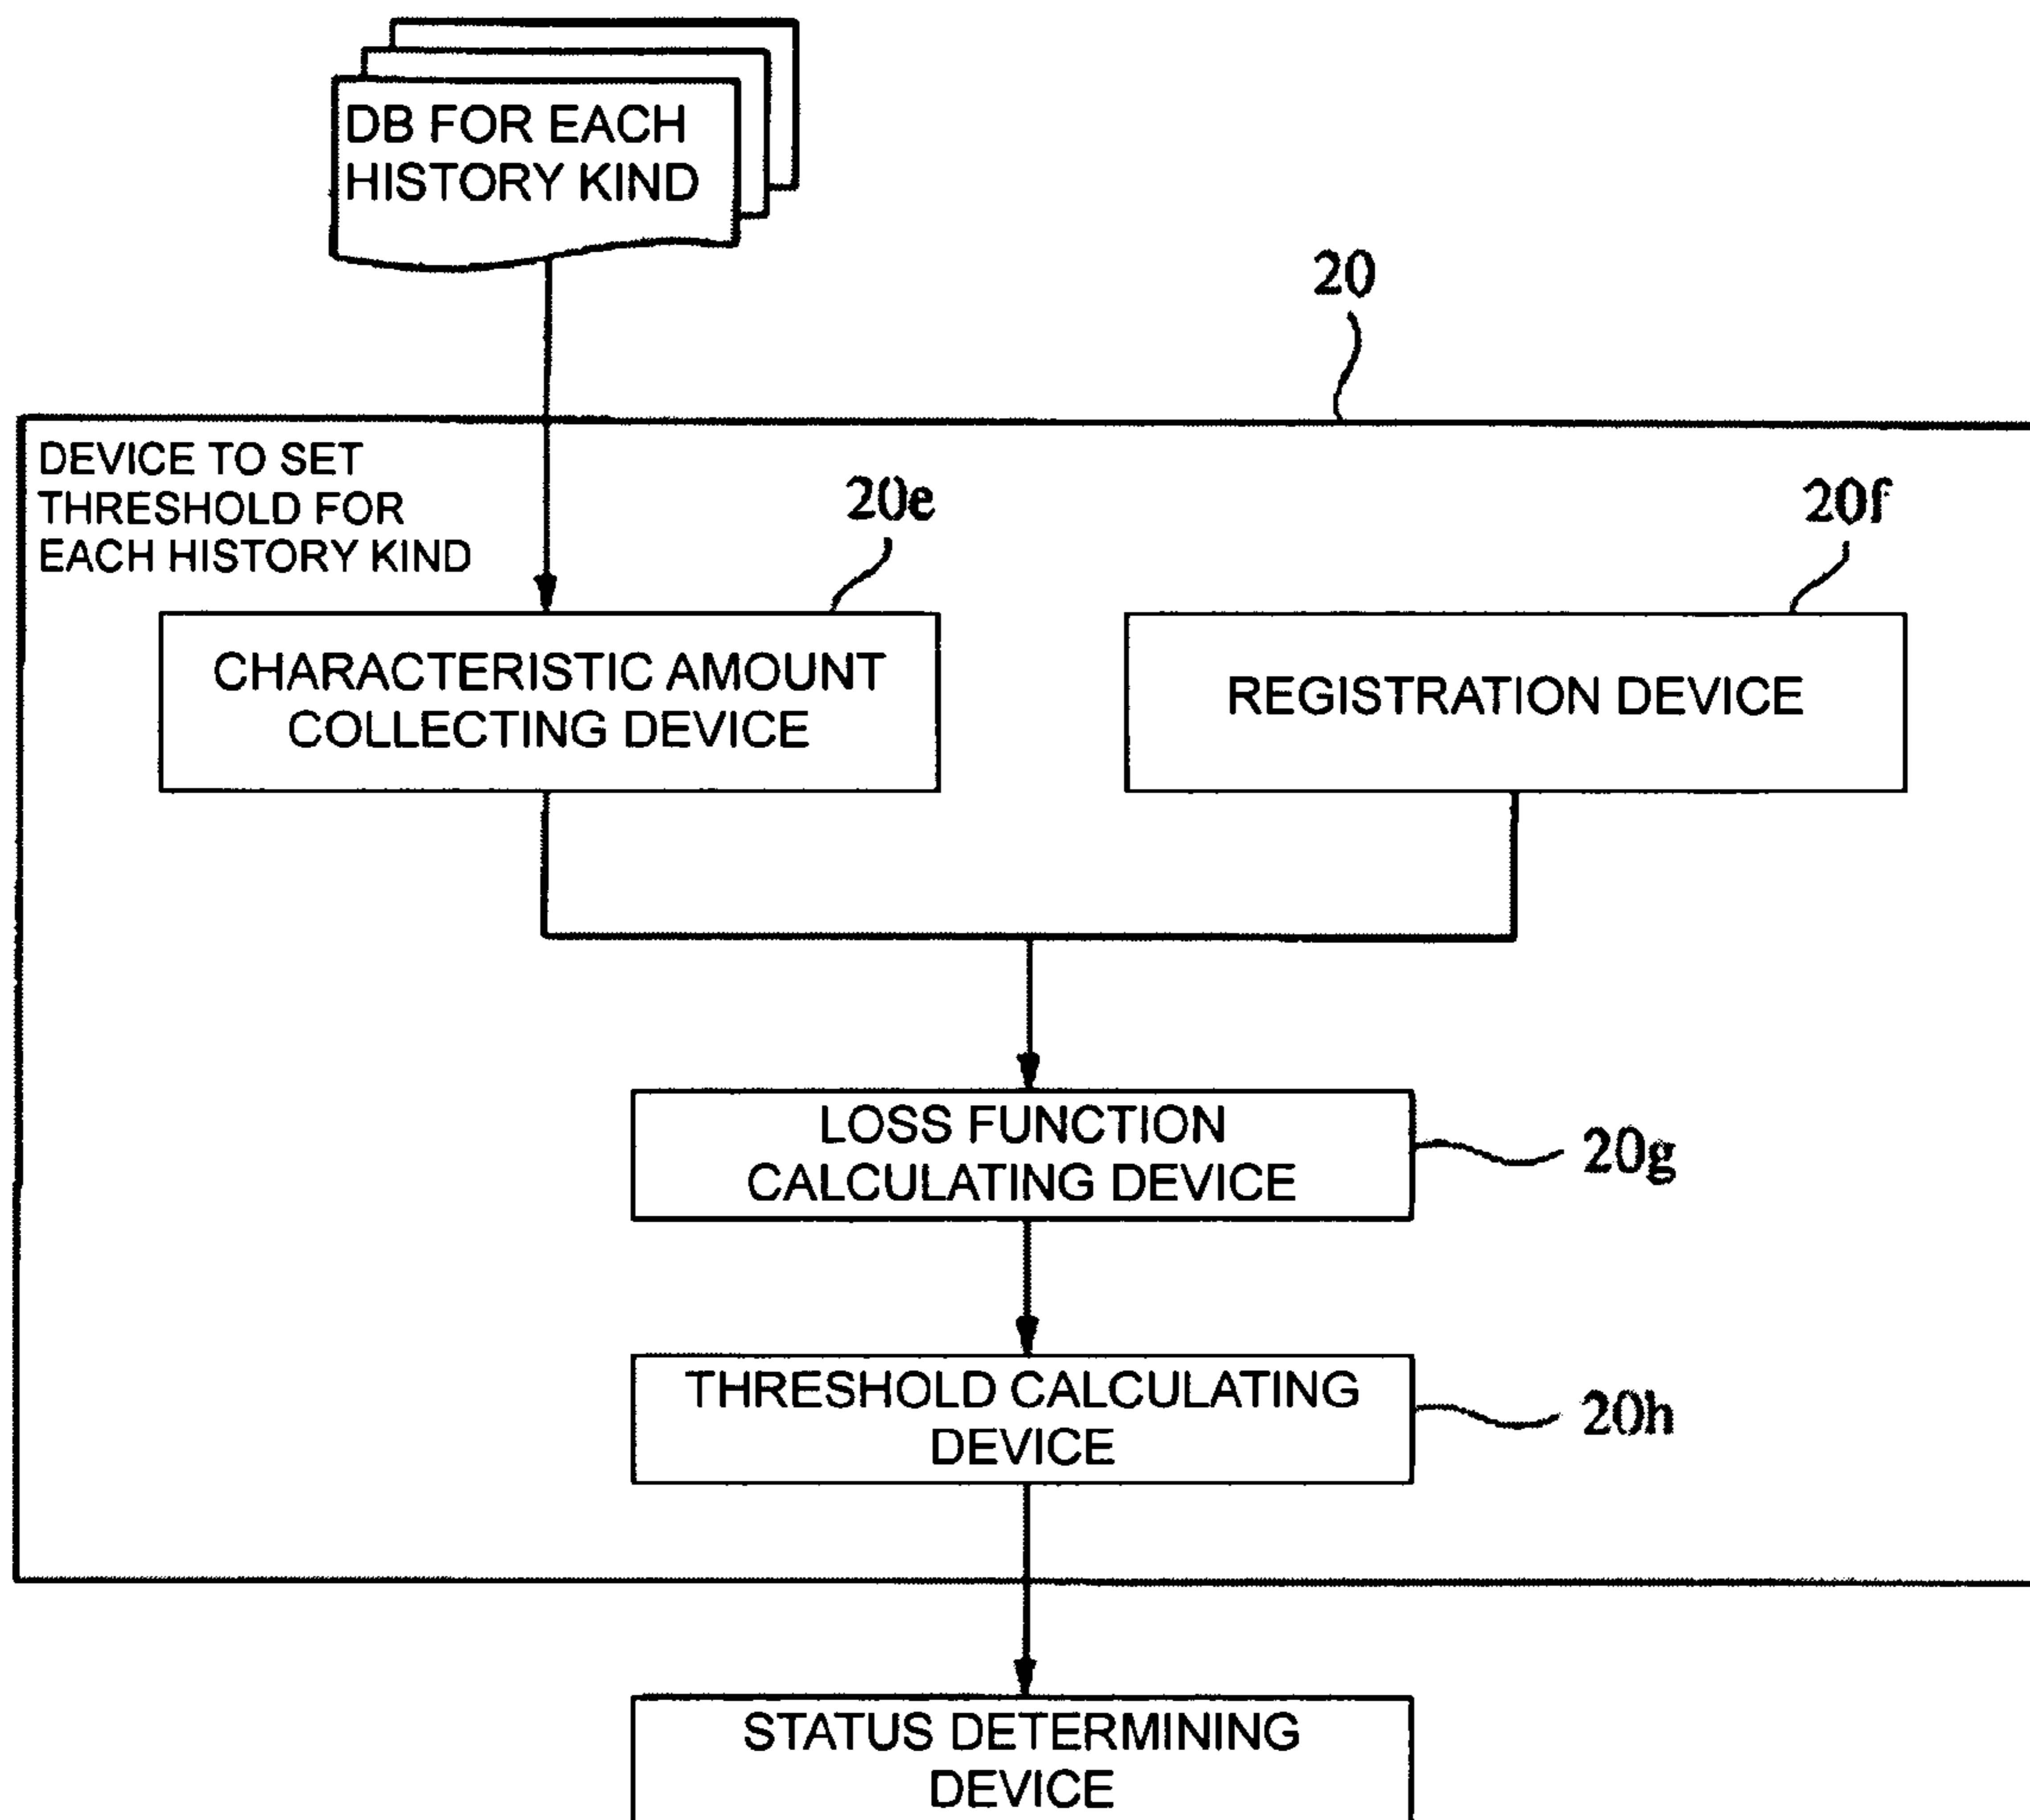 DB FOR EACH
HISTORY KIND
20
DEVICE TO SET
THRESHOLD FOR
EACH HISTORY KIND
20e
20f
CHARACTERISTIC AMOUNT
COLLECTING DEVICE
REGISTRATION DEVICE
LOSS FUNCTION
CALCULATING DEVICE
20g
THRESHOLD CALCULATING
DEVICE
20h
STATUS DETERMINING
DEVICE